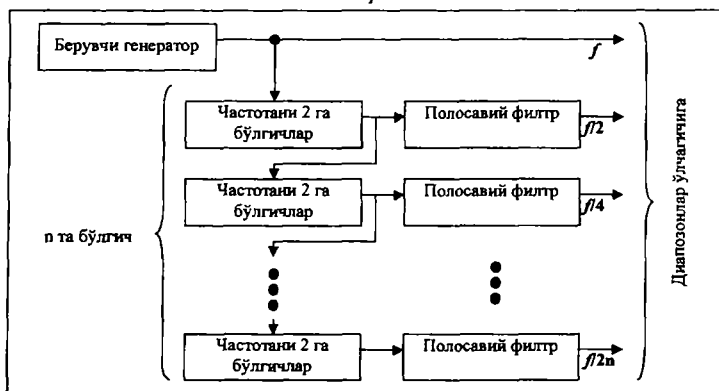 Берувчи генератор
f
Частотани 2 га
бўлгичлар
Полосавий филтр
f/2
Частотани 2 га
бўлгичлар
Полосавий филтр
f/4
n та бўлгич
Частотани 2 га
бўлгичлар
Полосавий филтр
f/2n
Диапозонлар ўлчагичига